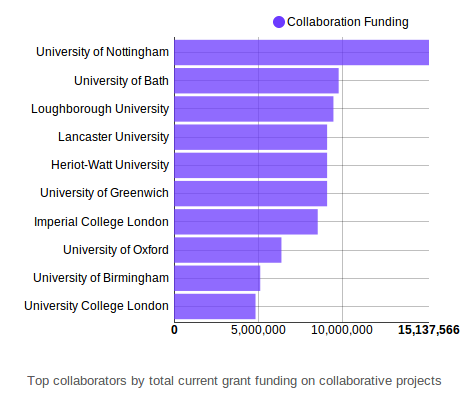 Collaboration Funding
University of Nottingham
University of Bath
Loughborough University
Lancaster University
Heriot-Watt University
University of Greenwich
Imperial College London
University of Oxford
University of Birmingham
University College London
0 5,000,000 10,000,000 15,137,566
Top collaborators by total current grant funding on collaborative projects